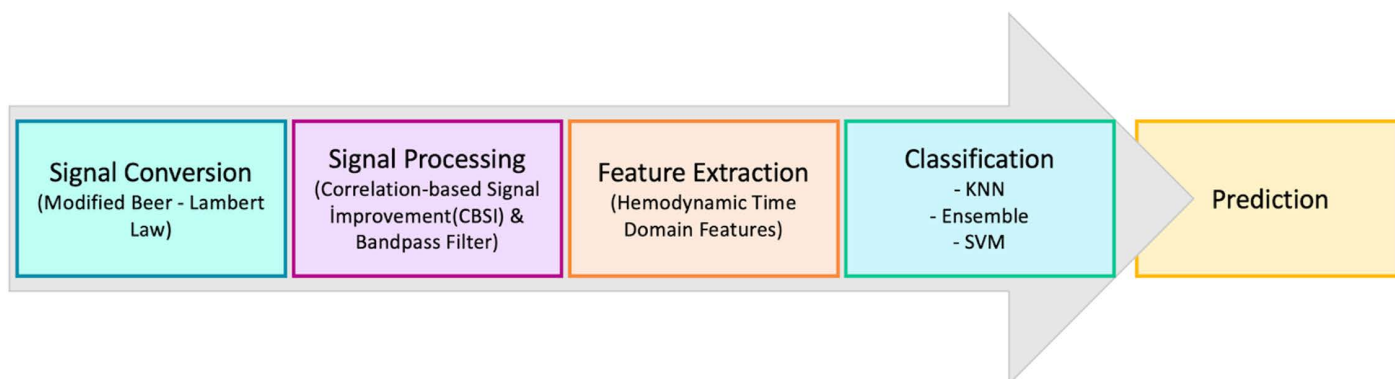 Signal Conversion
(Modified Beer - Lambert
Law)
Signal Processing
(Correlation-based Signal
İmprovement(CBSI) &
Bandpass Filter)
Feature Extraction
(Hemodynamic Time
Domain Features)
Classification
- KNN
- Ensemble
- SVM
Prediction